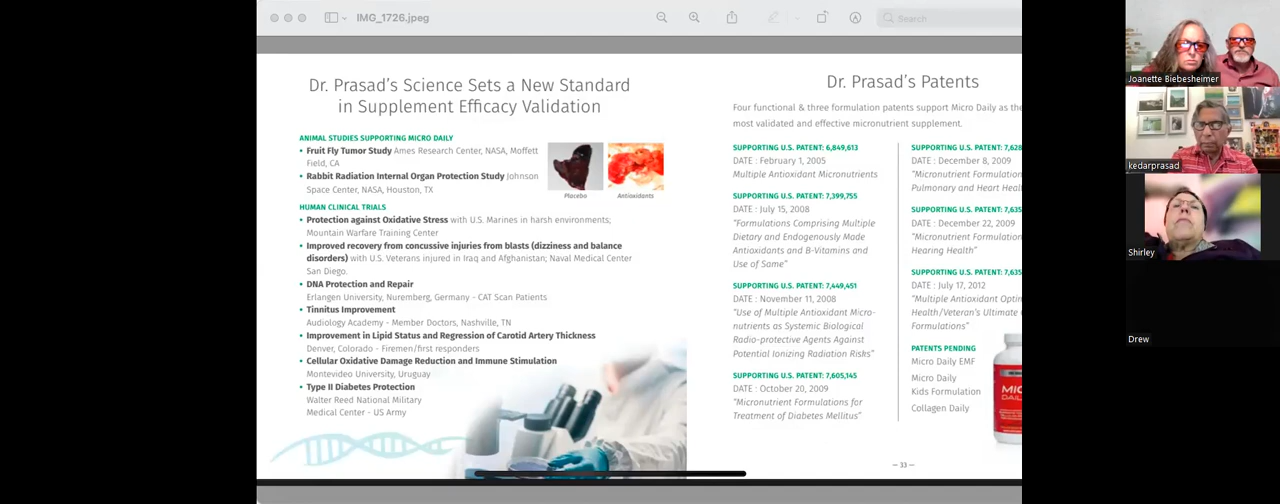 IMG_1726.jpeg
Search
Dr. Prasad's Science Sets a New Standard
in Supplement Efficacy Validation
ANIMAL STUDIES SUPPORTING MICRO DAILY
• Fruit Fly Tumor Study Ames Research Center, NASA, Moffett
Field, CA
• Rabbit Radiation Internal Organ Protection Study Johnson
Space Center, NASA, Houston, TX
Placebo
Antioxidants
HUMAN CLINICAL TRIALS
• Protection against Oxidative Stress with U.S. Marines in harsh environments;
Mountain Warfare Training Center
• Improved recovery from concussive injuries from blasts (dizziness and balance
disorders) with U.S. Veterans injured in Iraq and Afghanistan; Naval Medical Center
San Diego.
• DNA Protection and Repair
Erlangen University, Nuremberg, Germany - CAT Scan Patients
• Tinnitus Improvement
Audiology Academy - Member Doctors, Nashville, TN
• Improvement in Lipid Status and Regression of Carotid Artery Thickness
Denver, Colorado - Firemen/first responders
• Cellular Oxidative Damage Reduction and Immune Stimulation
Montevideo University, Uruguay
• Type II Diabetes Protection
Walter Reed National Military
Medical Center - US Army
Dr. Prasad's Patents
Four functional & three formulation patents support Micro Daily as the
most validated and effective micronutrient supplement.
SUPPORTING U.S. PATENT: 6,849,613
DATE : February 1, 2005
Multiple Antioxidant Micronutrients
SUPPORTING U.S. PATENT: 7,399,755
DATE : July 15, 2008
"Formulations Comprising Multiple
Dietary and Endogenously Made
Antioxidants and B-Vitamins and
Use of Same"
SUPPORTING U.S. PATENT: 7,449,451
DATE : November 11, 2008
"Use of Multiple Antioxidant Micro-
nutrients as Systemic Biological
Radio-protective Agents Against
Potential Ionizing Radiation Risks"
SUPPORTING U.S. PATENT: 7,605,145
DATE : October 20, 2009
"Micronutrient Formulations for
Treatment of Diabetes Mellitus"
SUPPORTING U.S. PATENT: 7,628
DATE : December 8, 2009
"Micronutrient Formulation
Pulmonary and Heart Heal
SUPPORTING U.S. PATENT: 7,635
DATE : December 22, 2009
"Micronutrient Formulation
Hearing Health"
SUPPORTING U.S. PATENT: 7,635
DATE : July 17, 2012
"Multiple Antioxidant Optin
Health/Veteran's Ultimate
Formulations"
PATENTS PENDING
Micro Daily EMF
Micro Daily
Kids Formulation
Collagen Daily
— 33 —
Joanette Biebesheimer
kedarprasad
Shirley
Drew